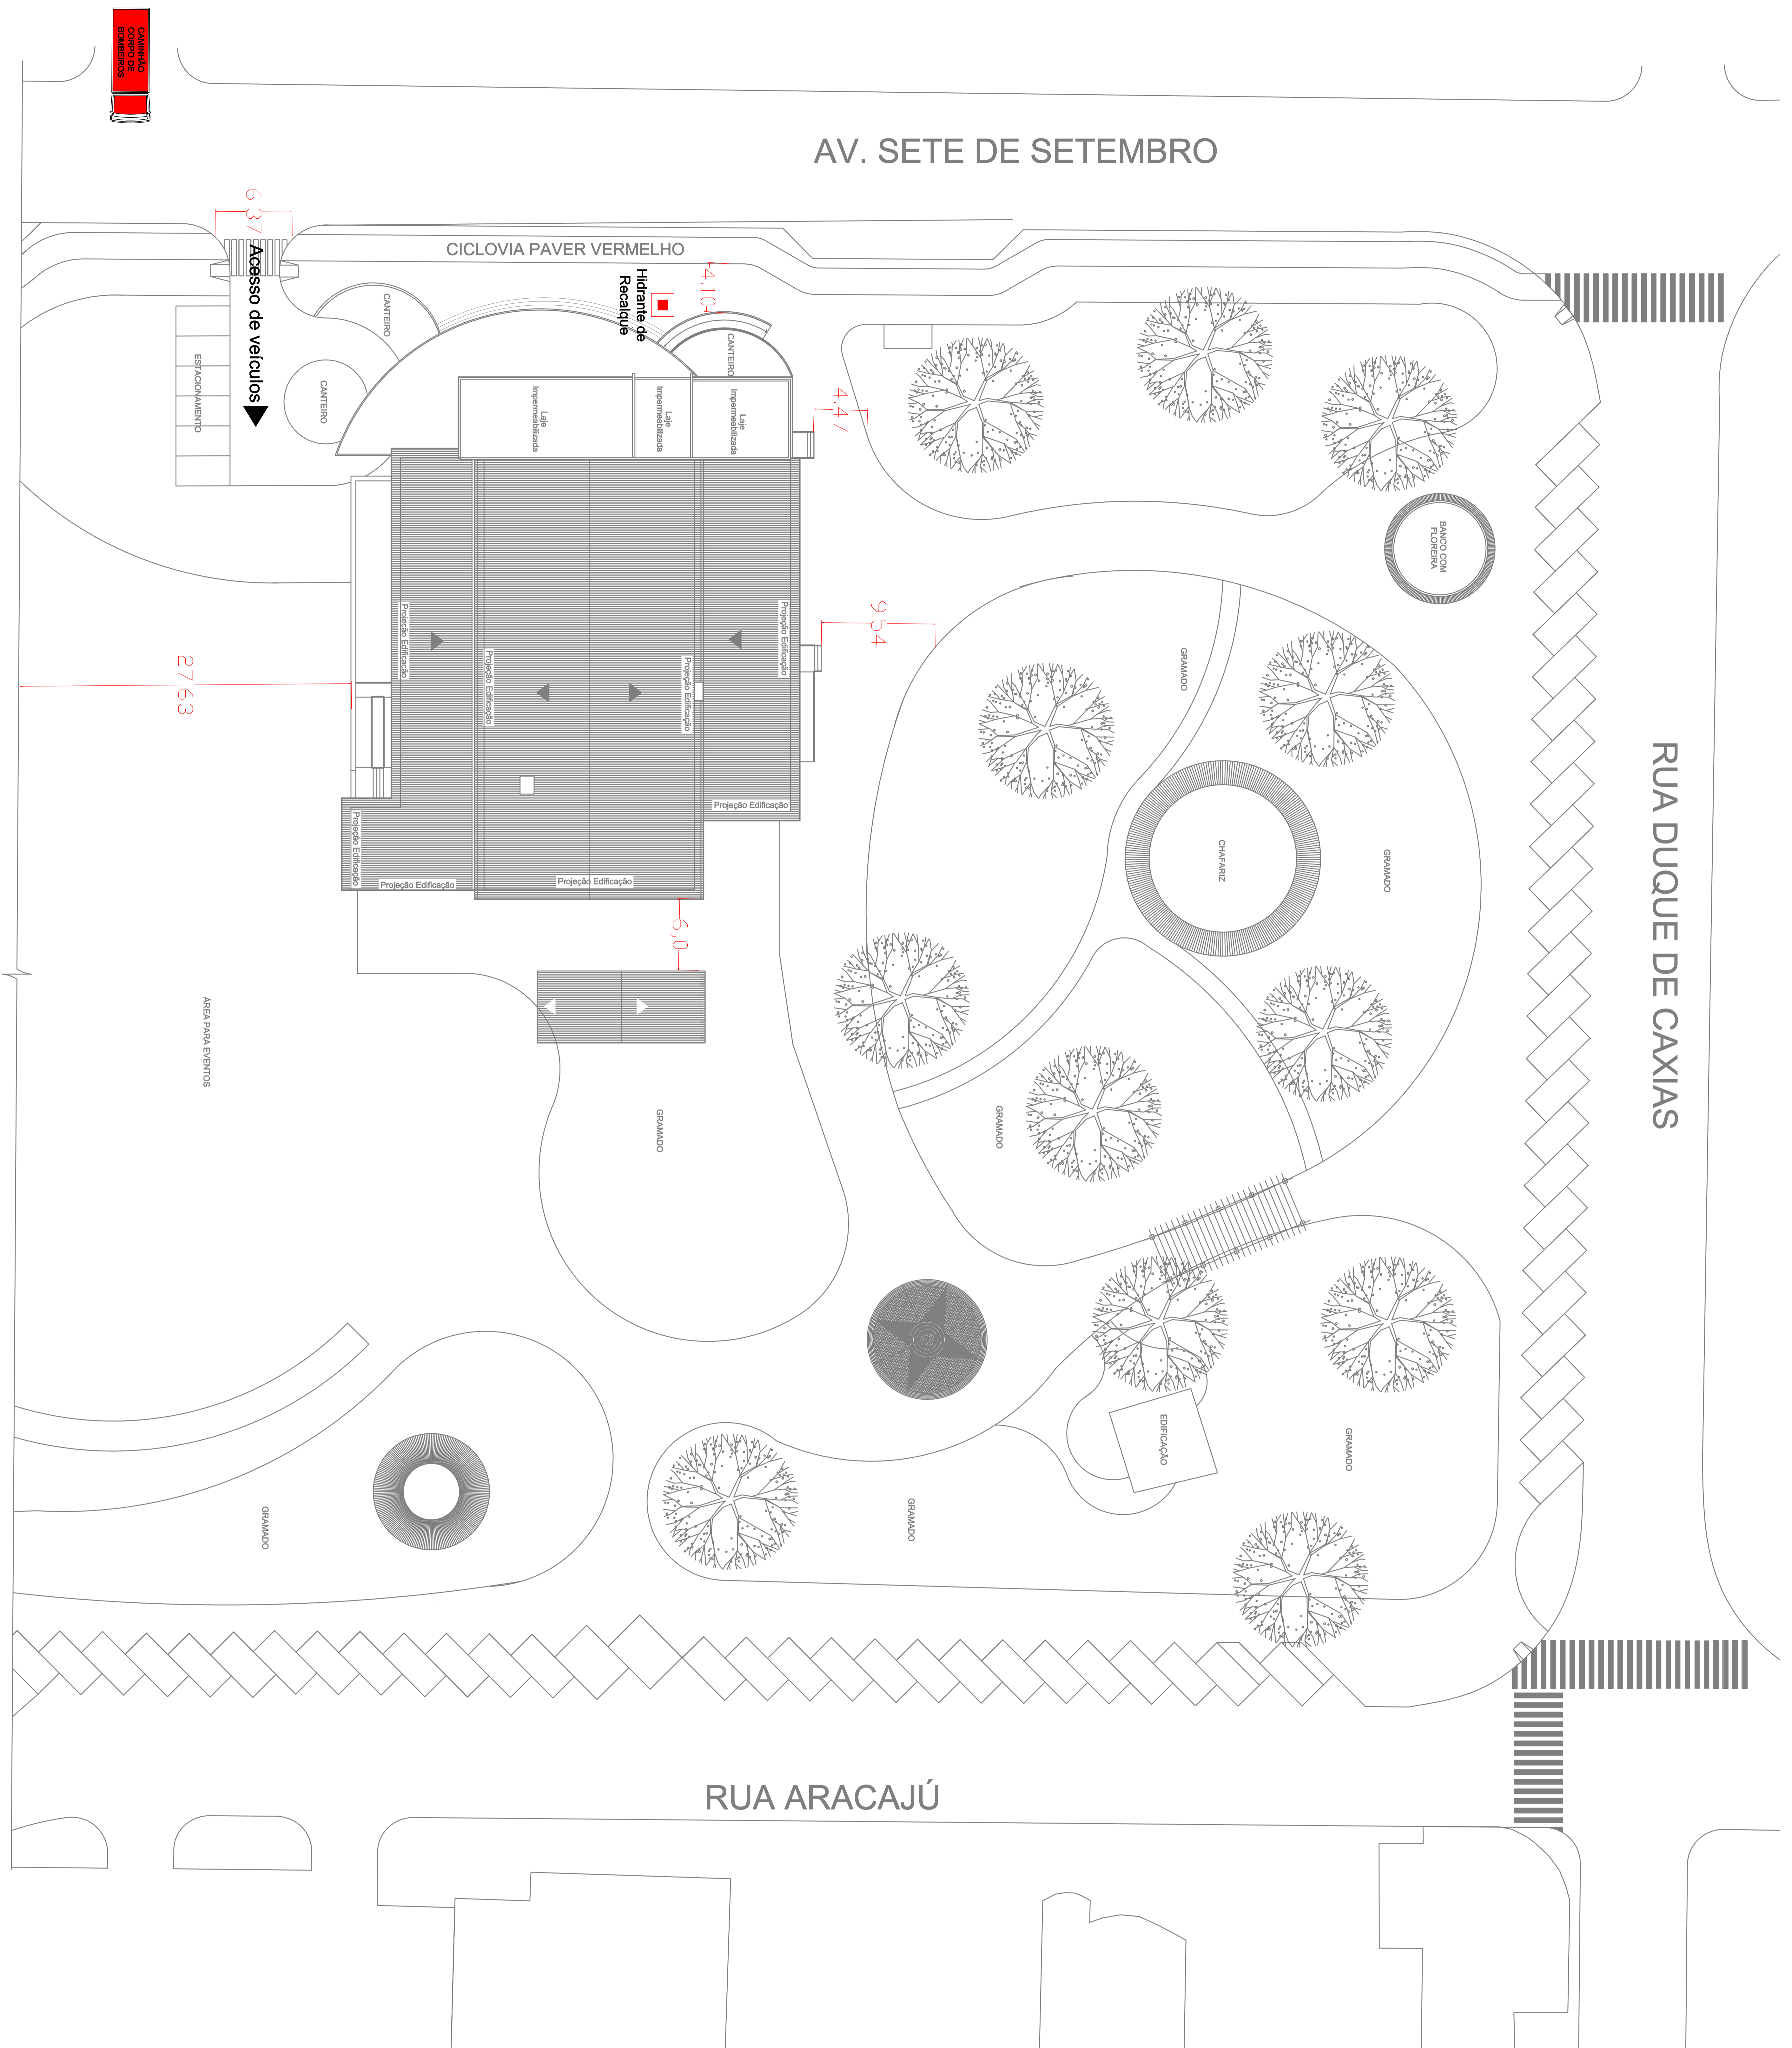 CAMINHÃO
CORPO DE
BOMBEIROS
AV. SETE DE SETEMBRO
6.37
Acesso de veículos
CICLOVIA PAVER VERMELHO
Hidrante de
Recalque
4.10
CANTEIRO
CANTEIRO
CANTEIRO
ESTACIONAMENTO
Laje
Impermeabilizada
Laje
Impermeabilizada
Laje
Impermeabilizada
4.47
BANCO COM
FLOREIRA
9.54
27.63
Projeção Edificação
Projeção Edificação
Projeção Edificação
Projeção Edificação
Projeção Edificação
Projeção Edificação
Projeção Edificação
Projeção Edificação
GRAMADO
RUA DUQUE DE CAXIAS
CHAFARIZ
GRAMADO
6,0
ÁREA PARA EVENTOS
GRAMADO
GRAMADO
EDIFICAÇÃO
GRAMADO
GRAMADO
GRAMADO
RUA ARACAJÚ